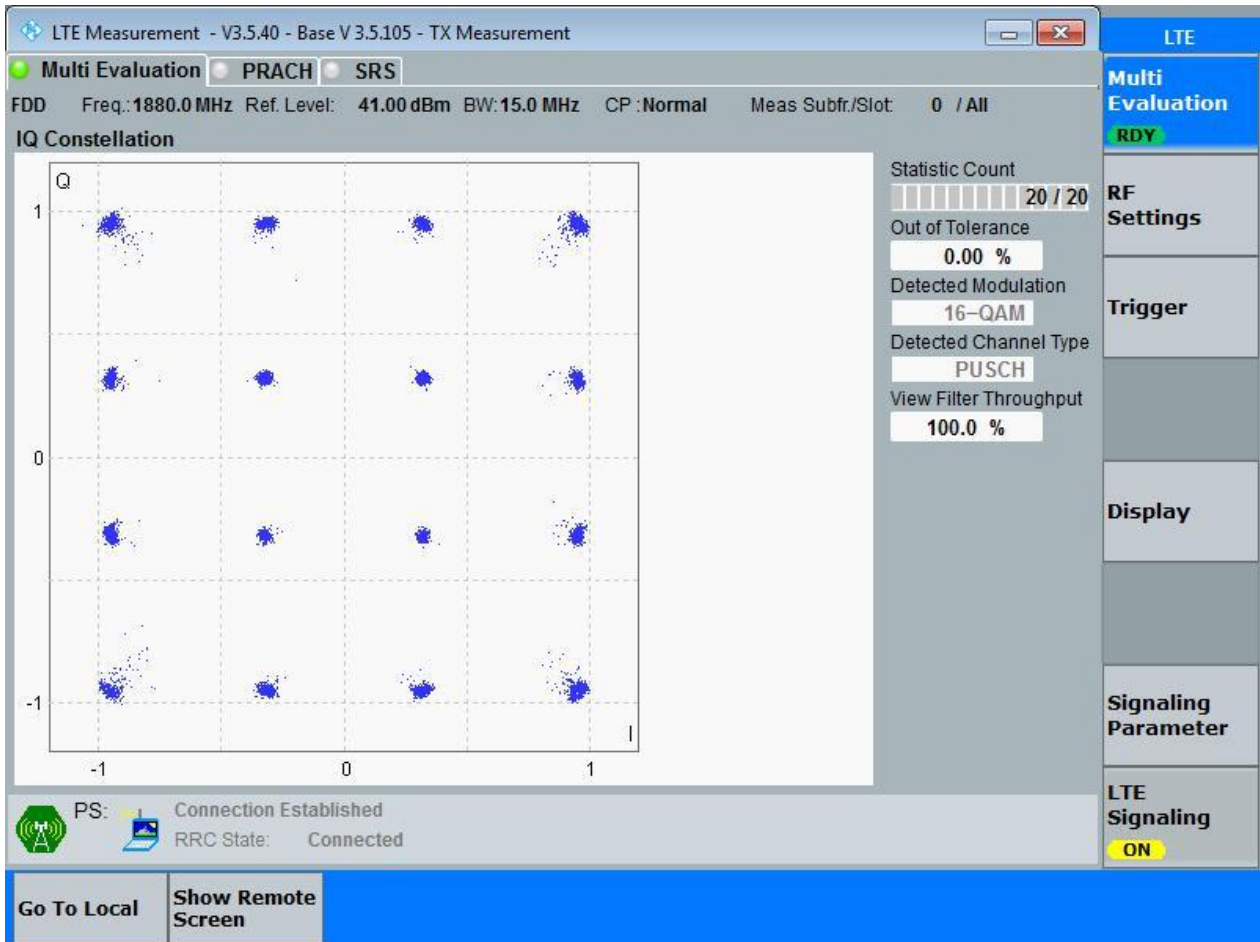 LTE Measurement - V3.5.40 - Base V 3.5.105 - TX Measurement
LTE
Multi Evaluation PRACH SRS
Multi
Evaluation
RDY
FDD Freq.:1880.0 MHz Ref. Level: 41.00 dBm BW:15.0 MHz CP :Normal Meas Subfr./Slot: 0 / All
IQ Constellation
Q
1
0
-1
I
-1 0 1
Statistic Count
20 / 20
Out of Tolerance
0.00 %
Detected Modulation
16-QAM
Detected Channel Type
PUSCH
View Filter Throughput
100.0 %
RF
Settings
Trigger
Display
Signaling
Parameter
LTE
Signaling
ON
PS: Connection Established
RRC State: Connected
Go To Local
Show Remote
Screen